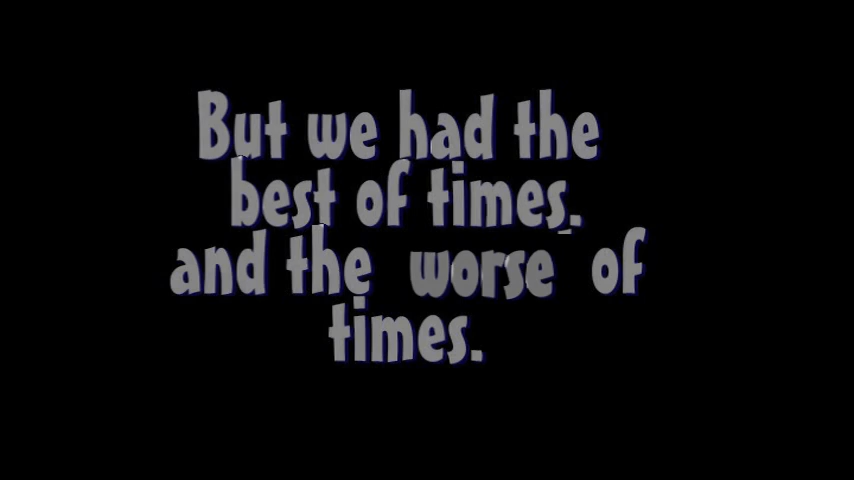 But we had the
best of times.
and the worse of
times.